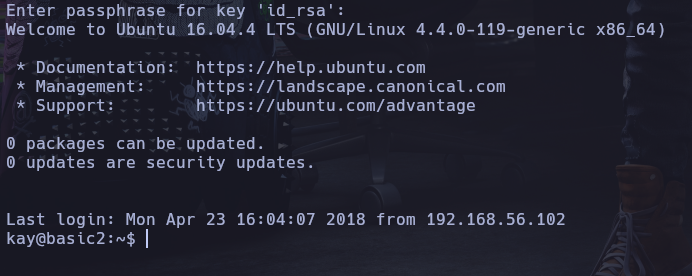 Enter passphrase for key 'id_rsa':
Welcome to Ubuntu 16.04.4 LTS (GNU/Linux 4.4.0-119-generic x86_64)
* Documentation:  https://help.ubuntu.com
* Management:     https://landscape.canonical.com
* Support:        https://ubuntu.com/advantage
0 packages can be updated.
0 updates are security updates.
Last login: Mon Apr 23 16:04:07 2018 from 192.168.56.102
kay@basic2:~$